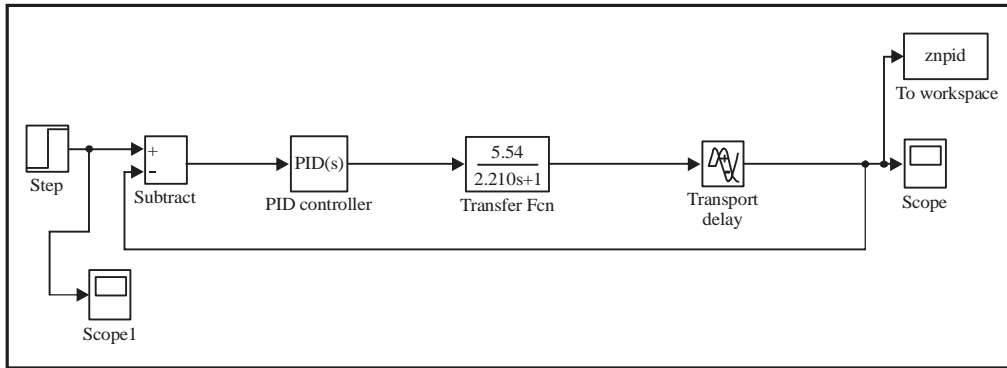 znpid
To workspace
Step
+
-
Subtract
PID(s)
PID controller
5.54
2.210s+1
Transfer Fcn
Transport
delay
Scope
Scope1